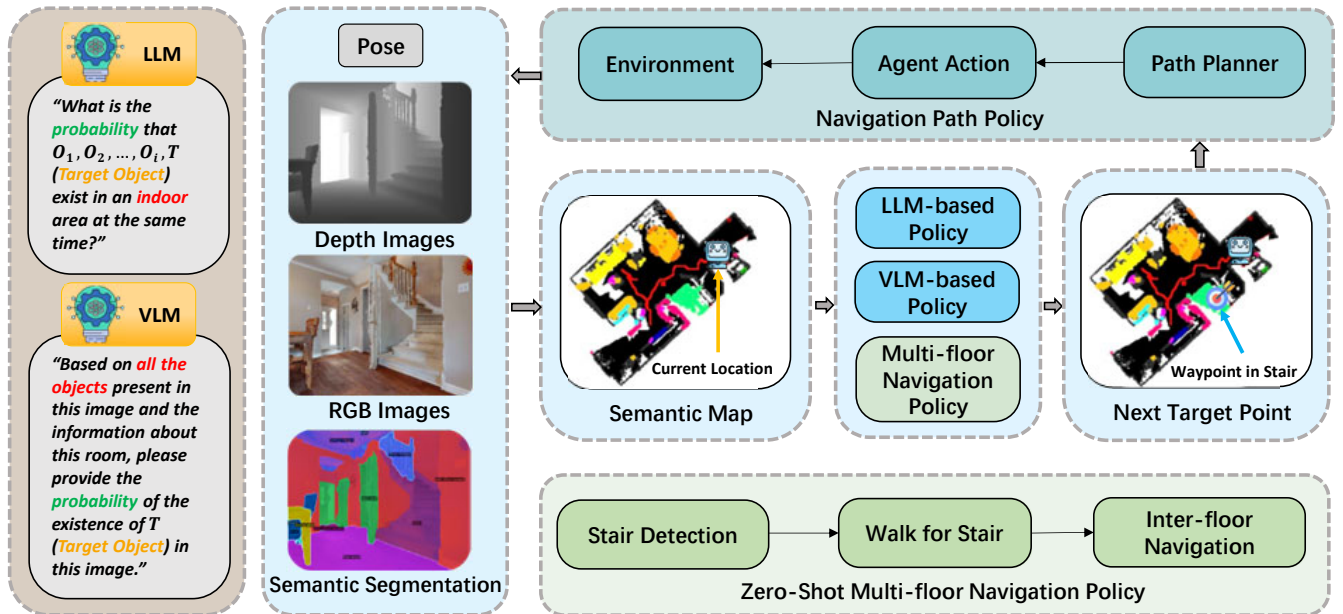 LLM
“What is the
probability that
O₁, O₂, ..., Oᵢ, T
(Target Object)
exist in an indoor
area at the same
time?”
VLM
“Based on all the
objects present in
this image and the
information about
this room, please
provide the
probability of the
existence of T
(Target Object) in
this image.”
Pose
Depth Images
RGB Images
Semantic Segmentation
Environment
Agent Action
Path Planner
Navigation Path Policy
Current Location
Semantic Map
LLM-based
Policy
VLM-based
Policy
Multi-floor
Navigation
Policy
Waypoint in Stair
Next Target Point
Stair Detection
Walk for Stair
Inter-floor
Navigation
Zero-Shot Multi-floor Navigation Policy